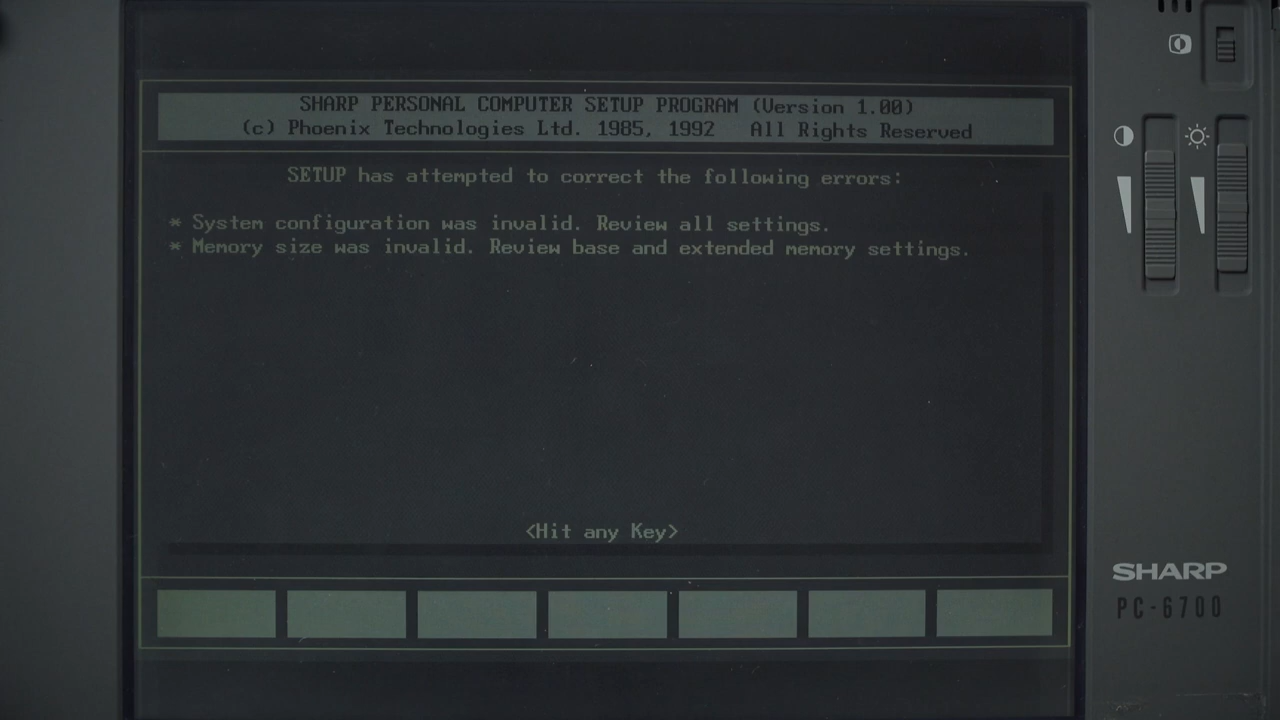 SHARP PERSONAL COMPUTER SETUP PROGRAM (Version 1.00)
(c) Phoenix Technologies Ltd. 1985, 1992 All Rights Reserved
SETUP has attempted to correct the following errors:
* System configuration was invalid. Review all settings.
* Memory size was invalid. Review base and extended memory settings.
<Hit any Key>
SHARP
PC-6700